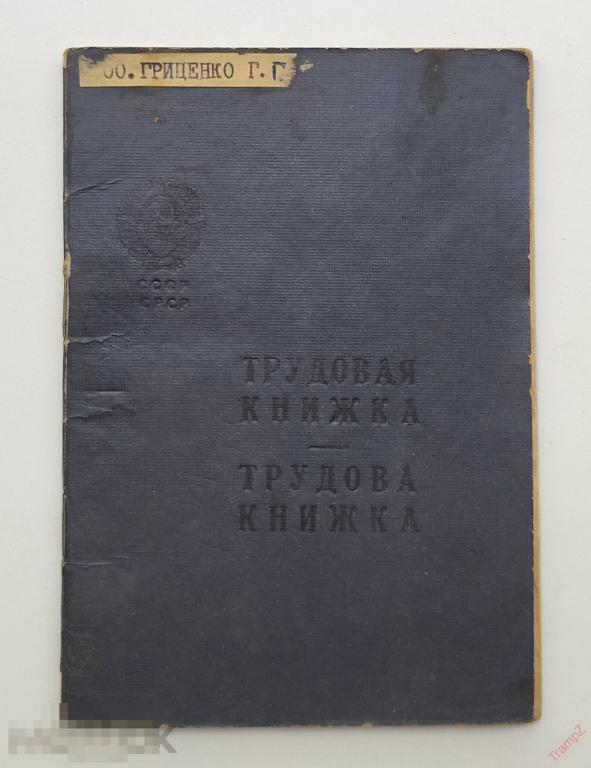 00. ГРИЦЕНКО Г. Г
СССР
СРСР
ТРУДОВАЯ
КНИЖКА
ТРУДОВА
КНИЖКА
TrampZ